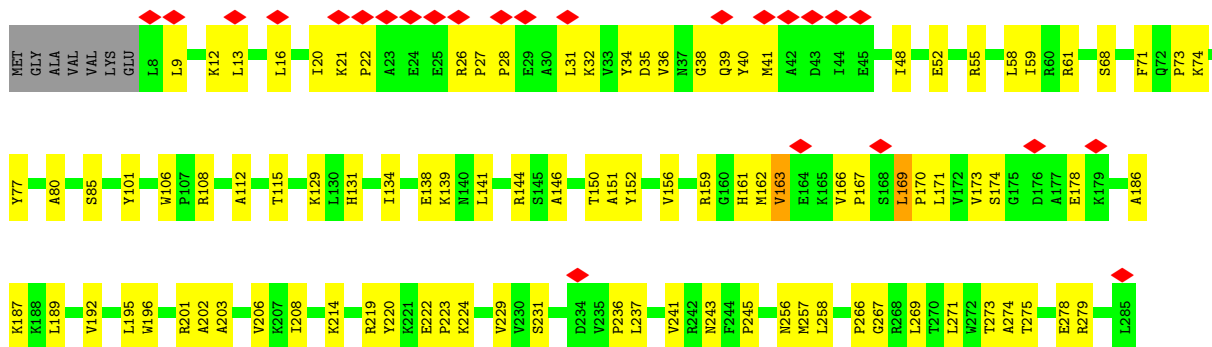 MET GLY ALA VAL VAL LYS GLU L8 L9 K12 L13 L16 I20 K21 P22 A23 E24 E25 R26 P27 P28 E29 A30 L31 K32 V33 Y34 D35 V36 N37 G38 Q39 Y40 M41 A42 D43 I44 E45 I48 E52 R55 L58 I59 R60 R61 S68 F71 Q72 P73 K74
Y77 A80 S85 Y101 W106 P107 R108 A112 T115 K129 L130 H131 I134 E138 K139 N140 L141 R144 S145 A146 T150 A151 Y152 V156 R159 G160 H161 M162 V163 E164 K165 V166 P167 S168 L169 P170 L171 V172 V173 S174 G175 D176 A177 E178 K179 A186
K187 K188 L189 V192 L195 W196 R201 A202 A203 V206 K207 I208 K214 R219 Y220 K221 E222 P223 K224 V229 V230 S231 D234 V235 P236 L237 V241 R242 N243 F244 P245 N256 M257 L258 P266 G267 R268 L269 T270 L271 W272 T273 A274 T275 E278 R279 L285